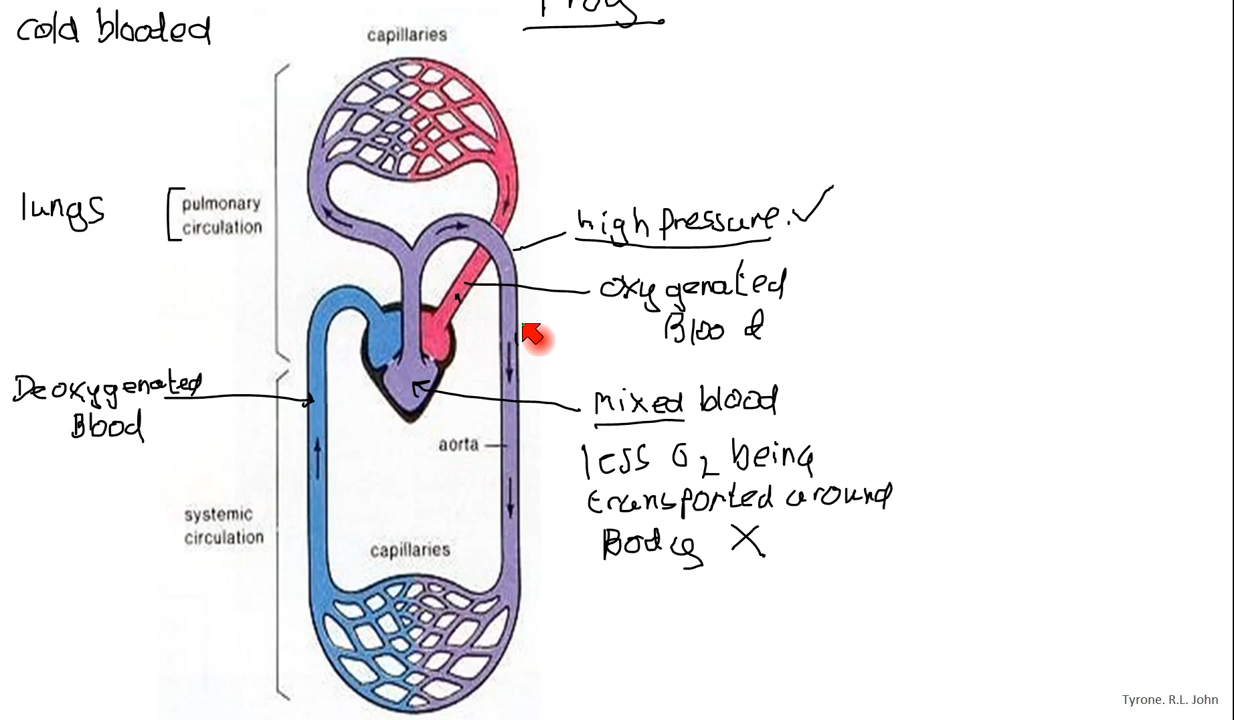 cold blooded
Frog
capillaries
lungs
pulmonary
circulation
high pressure. ✓
oxygenated
Blood
Deoxygenated
Blood
mixed blood
aorta
less O2 being
transported around
Body X
systemic
circulation
capillaries
Tyrone. R.L. John